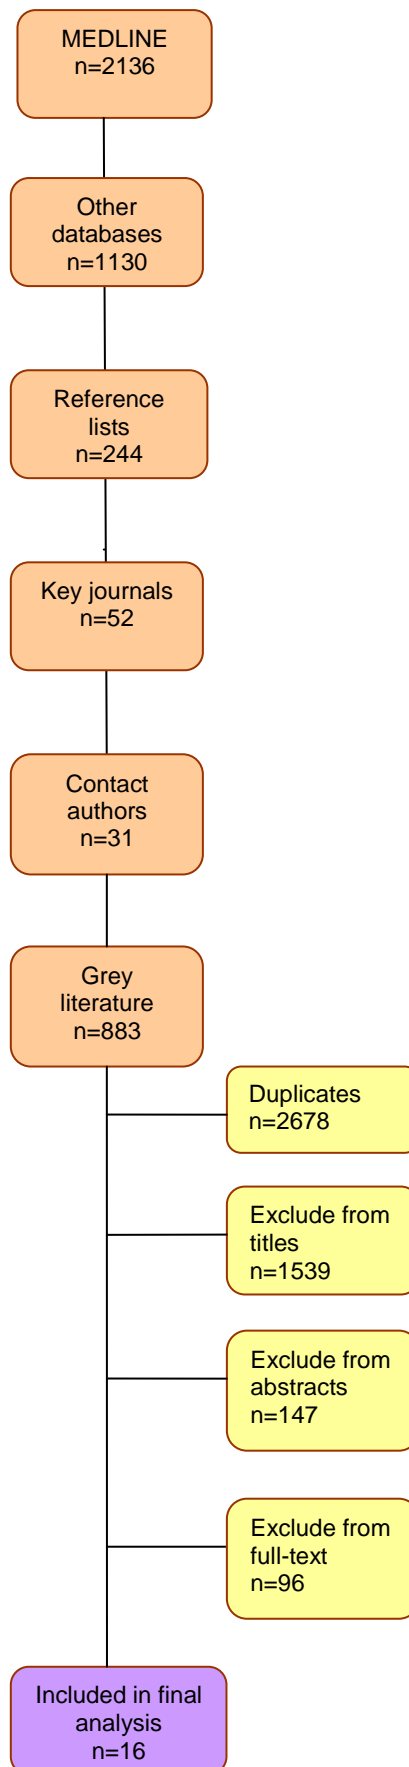 MEDLINE
n=2136
Other
databases
n=1130
Reference
lists
n=244
Key journals
n=52
Contact
authors
n=31
Grey
literature
n=883
Duplicates
n=2678
Exclude from
titles
n=1539
Exclude from
abstracts
n=147
Exclude from
full-text
n=96
Included in final
analysis
n=16